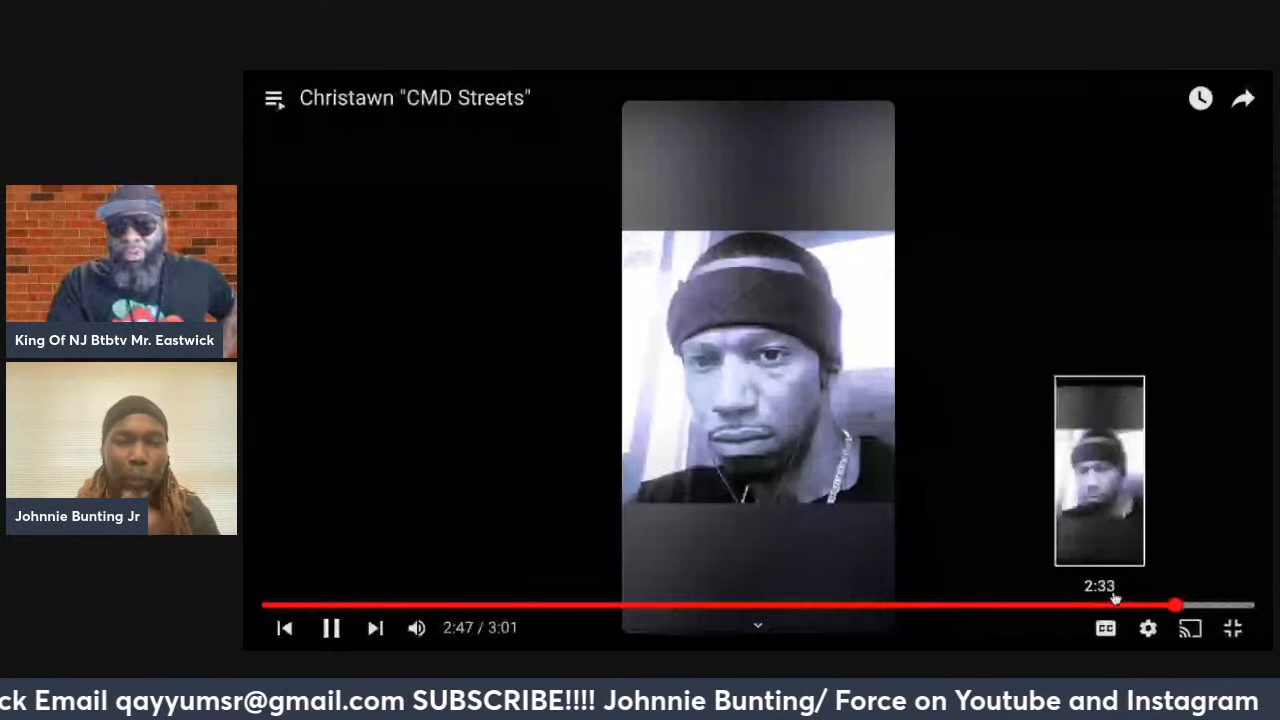 Christawn "CMD Streets"
King Of NJ Btbtv Mr. Eastwick
Johnnie Bunting Jr
2:33
2:47 / 3:01
CC
ck Email qayyumsr@gmail.com SUBSCRIBE!!!! Johnnie Bunting/ Force on Youtube and Instagram